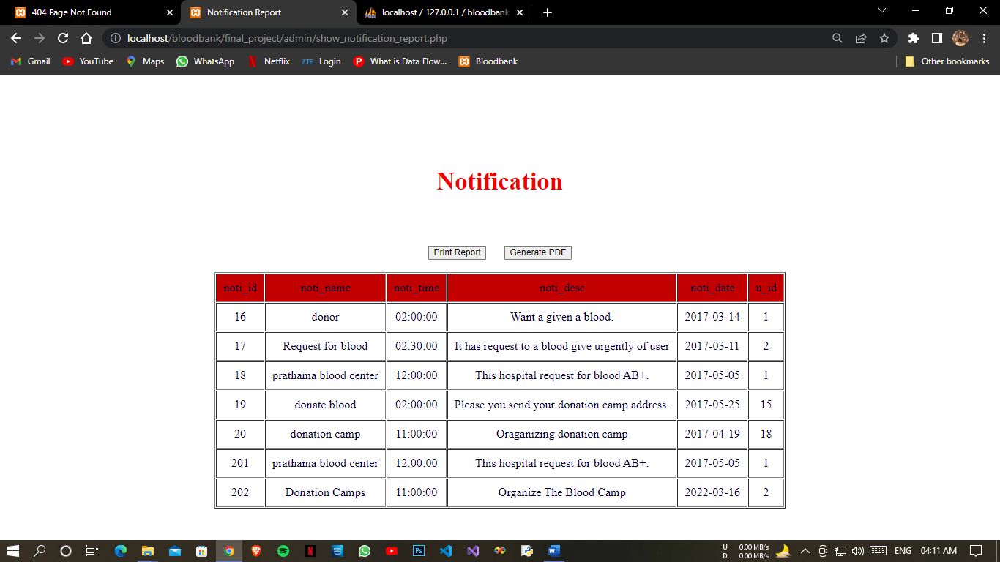 404 Page Not Found
Notification Report
localhost / 127.0.0.1 / bloodbank
localhost/bloodbank/final_project/admin/show_notification_report.php
Gmail YouTube Maps WhatsApp Netflix ZTE Login What is Data Flow... Bloodbank Other bookmarks
Notification
Print Report Generate PDF
noti_id noti_name noti_time noti_desc noti_date u_id
16 donor 02:00:00 Want a given a blood. 2017-03-14 1
17 Request for blood 02:30:00 It has request to a blood give urgently of user 2017-03-11 2
18 prathama blood center 12:00:00 This hospital request for blood AB+. 2017-05-05 1
19 donate blood 02:00:00 Please you send your donation camp address. 2017-05-25 15
20 donation camp 11:00:00 Oraganizing donation camp 2017-04-19 18
201 prathama blood center 12:00:00 This hospital request for blood AB+. 2017-05-05 1
202 Donation Camps 11:00:00 Organize The Blood Camp 2022-03-16 2
U: 0.00 MB/s
D: 0.00 MB/s
ENG 04:11 AM